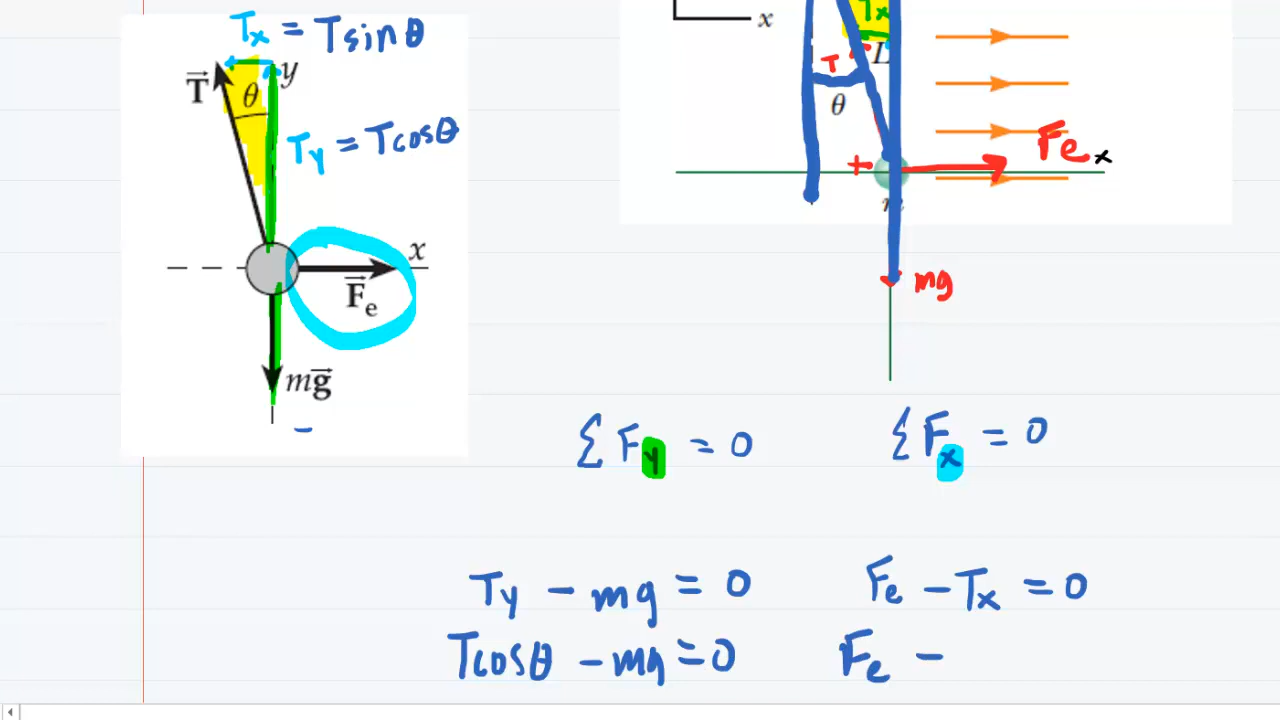 Tx = Tsinθ
T
θ
y
Ty = Tcosθ
x
Fe
mg
-
x
Tx
L
T
θ
+
Fe
x
m
mg
ΣFy = 0
ΣFx = 0
Ty - mg = 0
Fe - Tx = 0
Tcosθ - mg = 0
Fe -